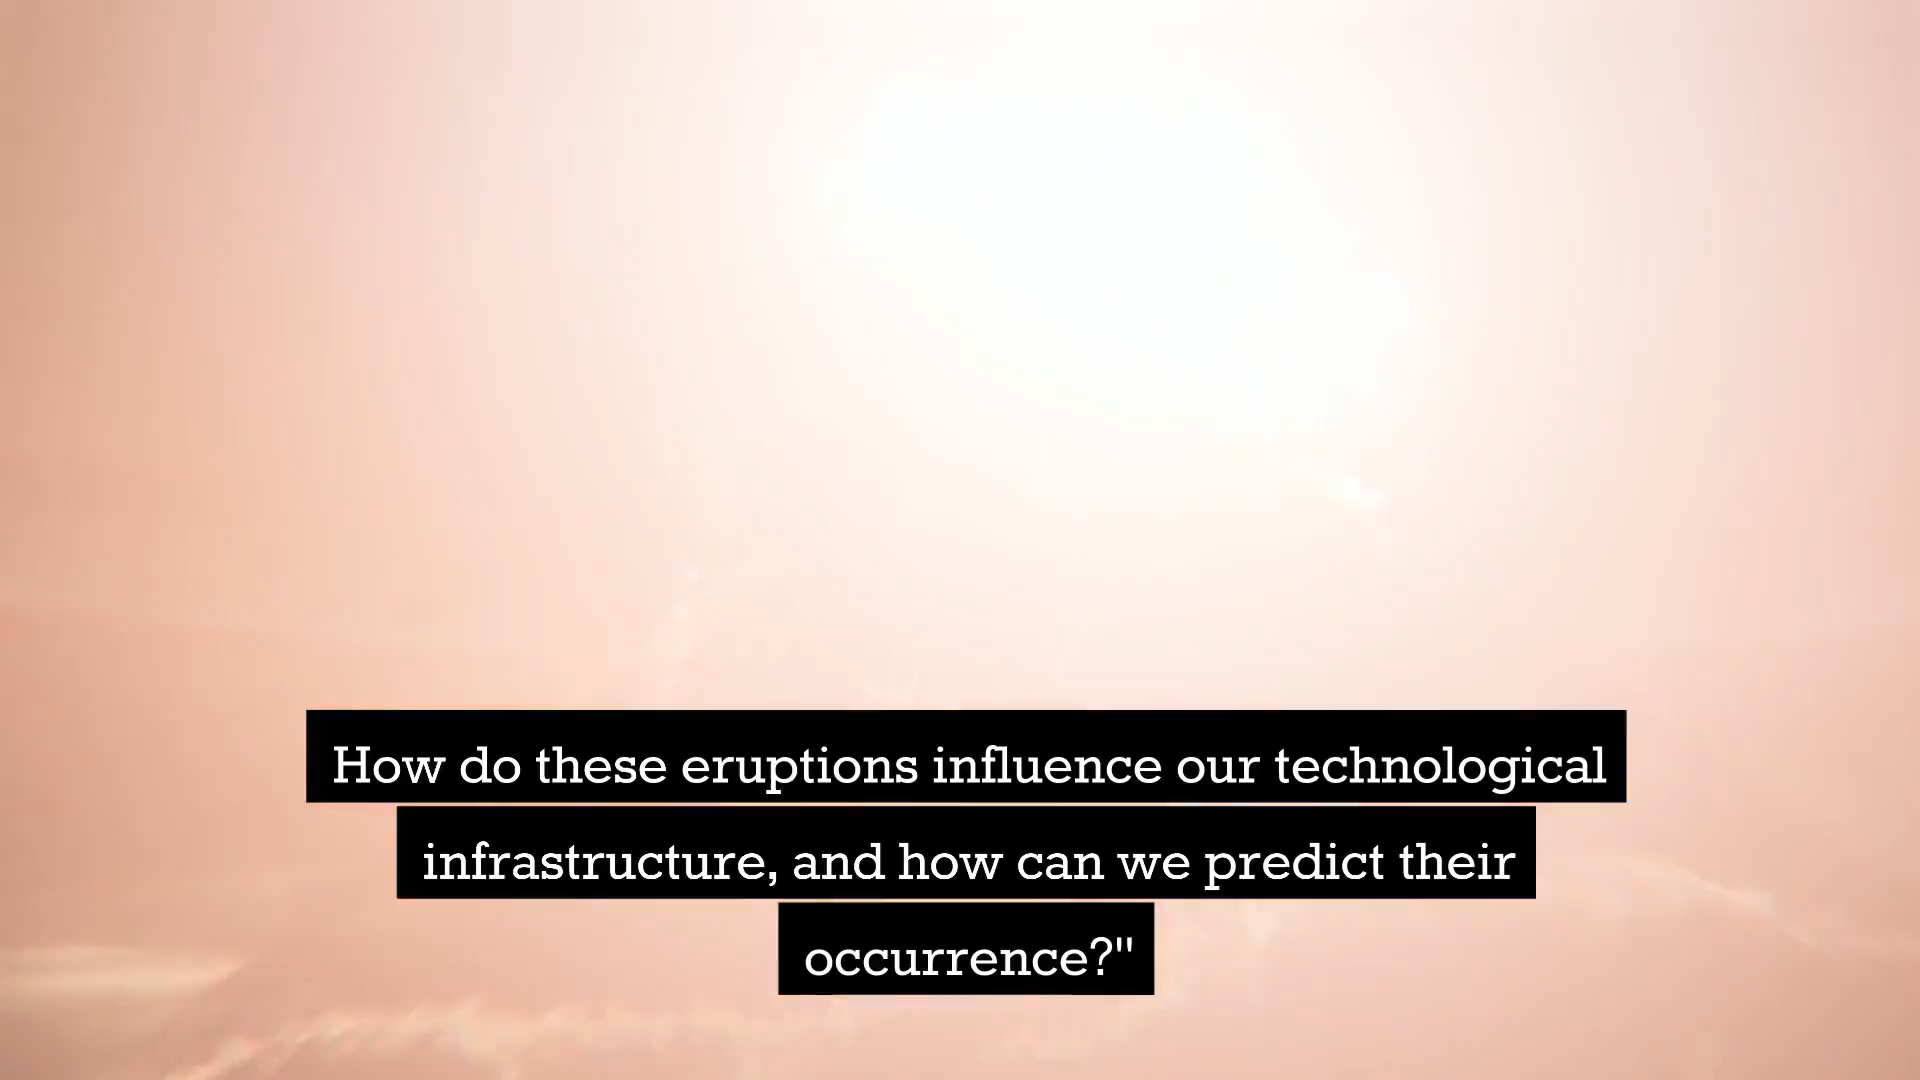 How do these eruptions influence our technological
infrastructure, and how can we predict their
occurrence?"